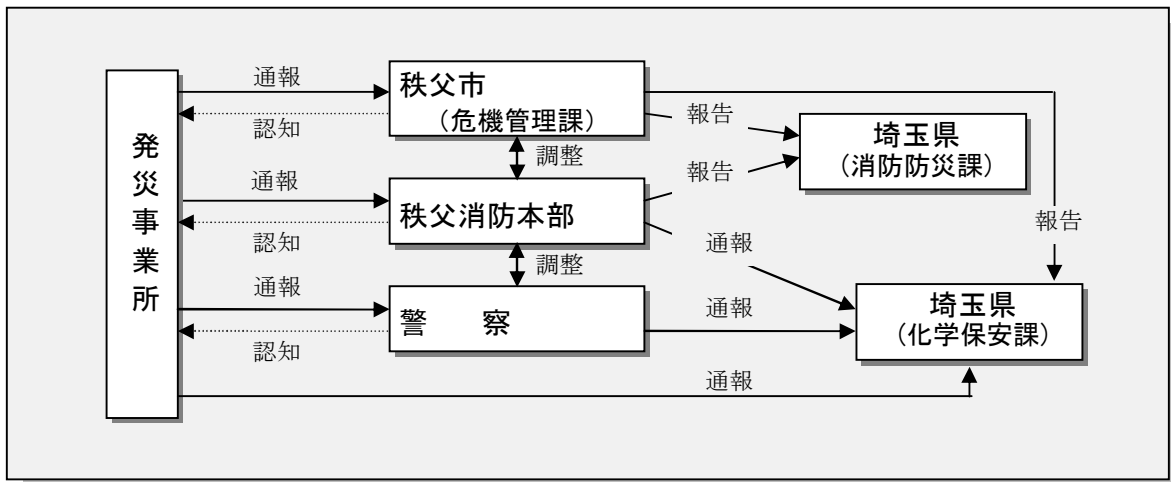 発災事業所
通報
認知
秩父市
（危機管理課）
報告
報告
埼玉県
（消防防災課）
調整
報告
通報
認知
秩父消防本部
通報
調整
通報
認知
警　　察
通報
埼玉県
（化学保安課）
通報